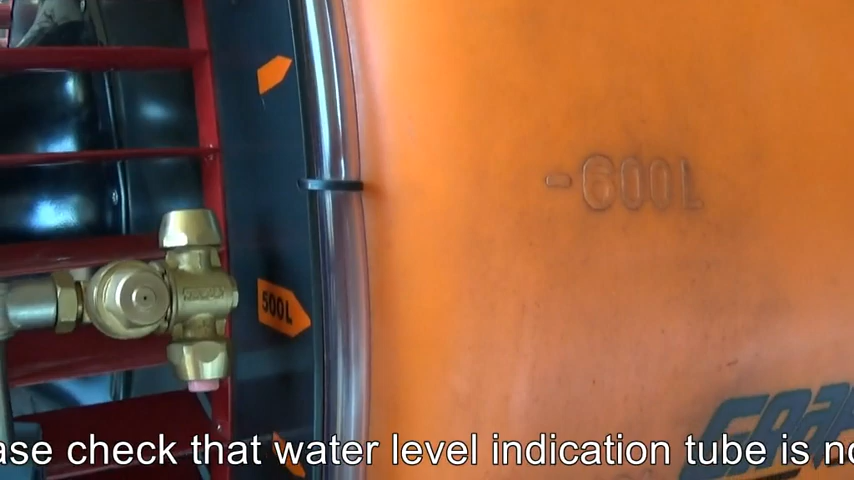 -600L
500L
ase check that water level indication tube is no